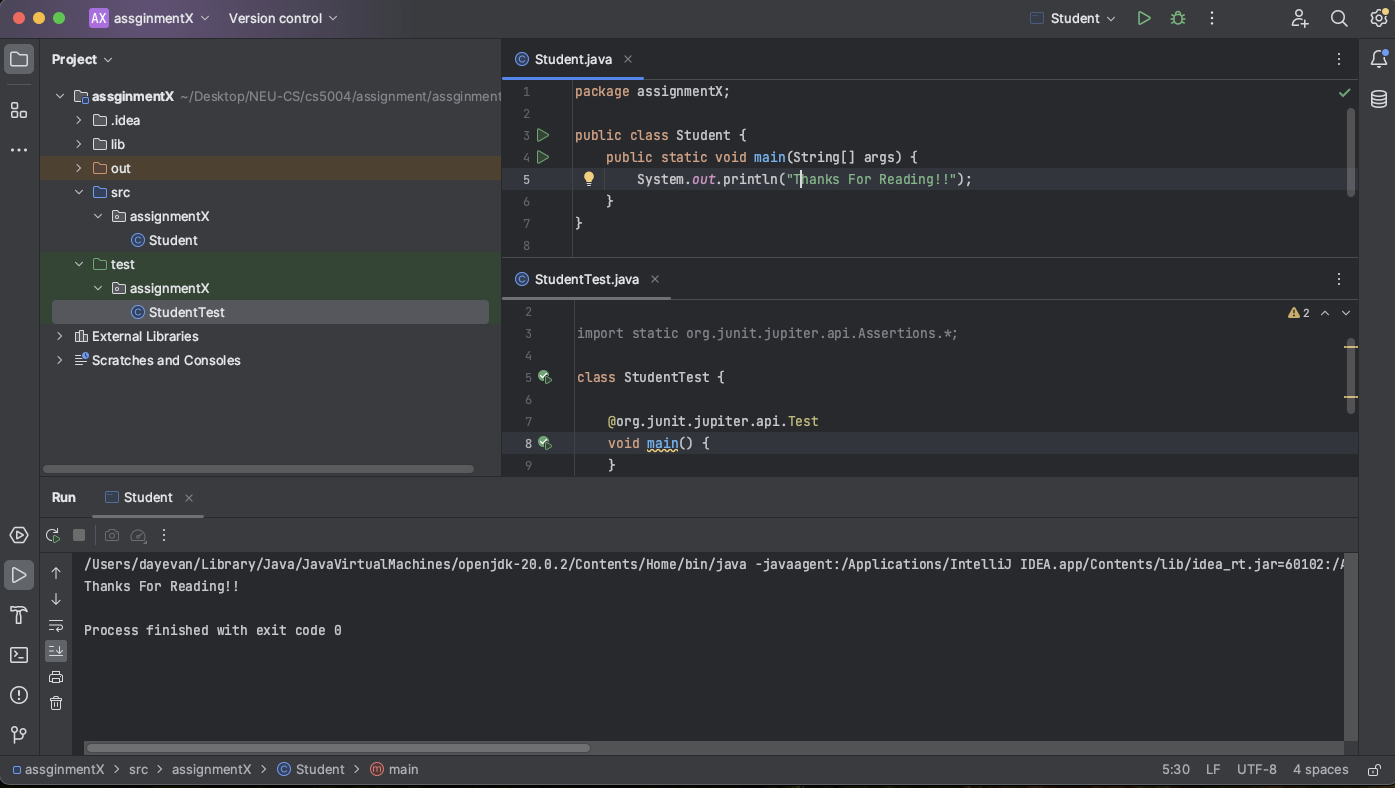 AX assginmentX Version control Student
Project
assginmentX ~/Desktop/NEU-CS/cs5004/assignment/assginment
.idea
lib
out
src
assignmentX
Student
test
assignmentX
StudentTest
External Libraries
Scratches and Consoles
Student.java
1 package assignmentX;
2
3 public class Student {
4 public static void main(String[] args) {
5 System.out.println("Thanks For Reading!!");
6 }
7 }
8
StudentTest.java
2 2
3 import static org.junit.jupiter.api.Assertions.*;
4
5 class StudentTest {
6
7 @org.junit.jupiter.api.Test
8 void main() {
9 }
Run Student
/Users/dayevan/Library/Java/JavaVirtualMachines/openjdk-20.0.2/Contents/Home/bin/java -javaagent:/Applications/IntelliJ IDEA.app/Contents/lib/idea_rt.jar=60102:/A
Thanks For Reading!!
Process finished with exit code 0
assginmentX > src > assignmentX > Student > main 5:30 LF UTF-8 4 spaces